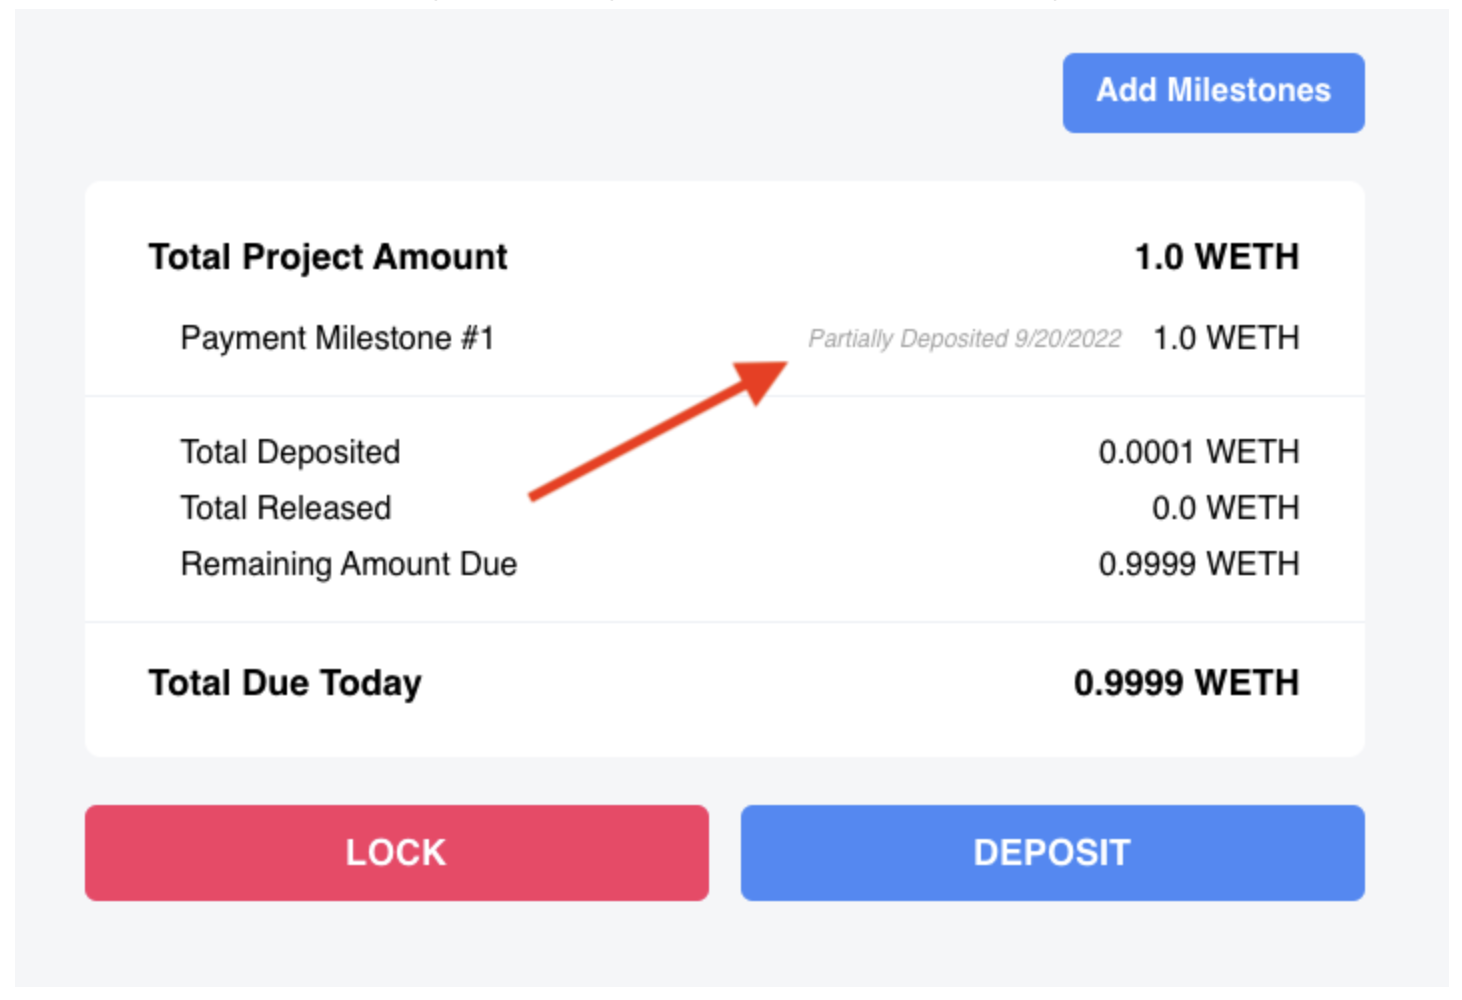 Add Milestones
Total Project Amount 1.0 WETH
Payment Milestone #1 Partially Deposited 9/20/2022 1.0 WETH
Total Deposited 0.0001 WETH
Total Released 0.0 WETH
Remaining Amount Due 0.9999 WETH
Total Due Today 0.9999 WETH
LOCK DEPOSIT